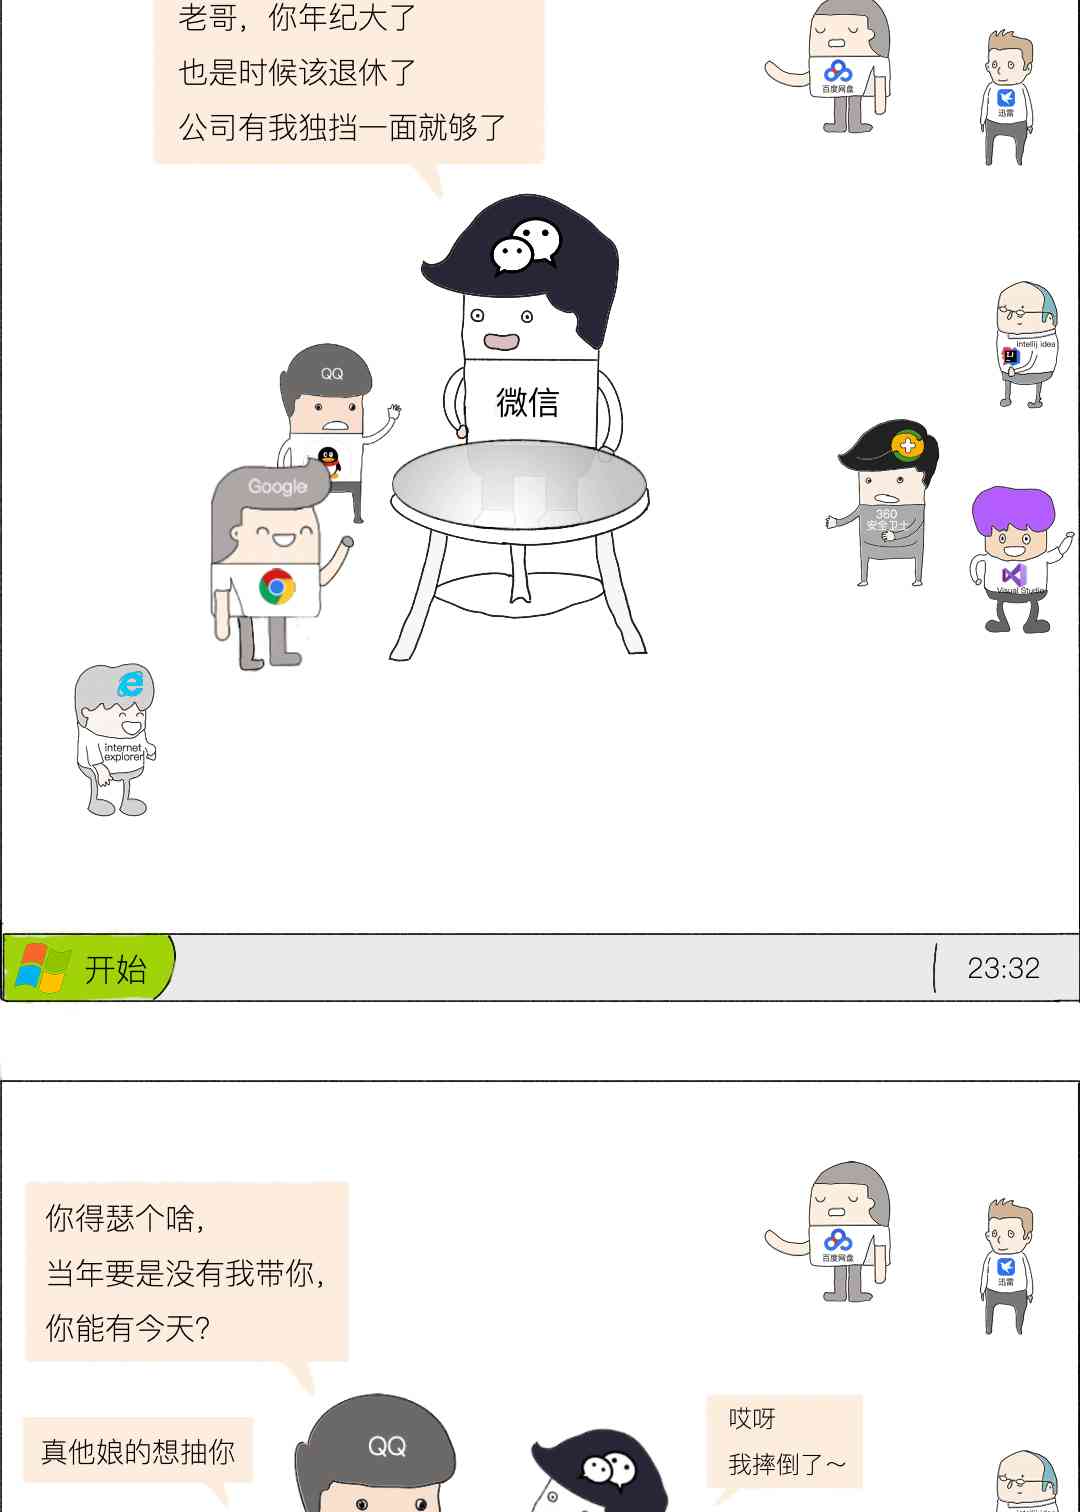 老哥，你年纪大了
也是时候该退休了
公司有我独挡一面就够了
百度网盘
迅雷
微信
QQ
intellij idea
IJ
Google
360
安全卫士
Visual Studio
internet
explorer
开始
23:32
你得瑟个啥，
当年要是没有我带你，
你能有今天？
百度网盘
迅雷
真他娘的想抽你
QQ
哎呀
我摔倒了～